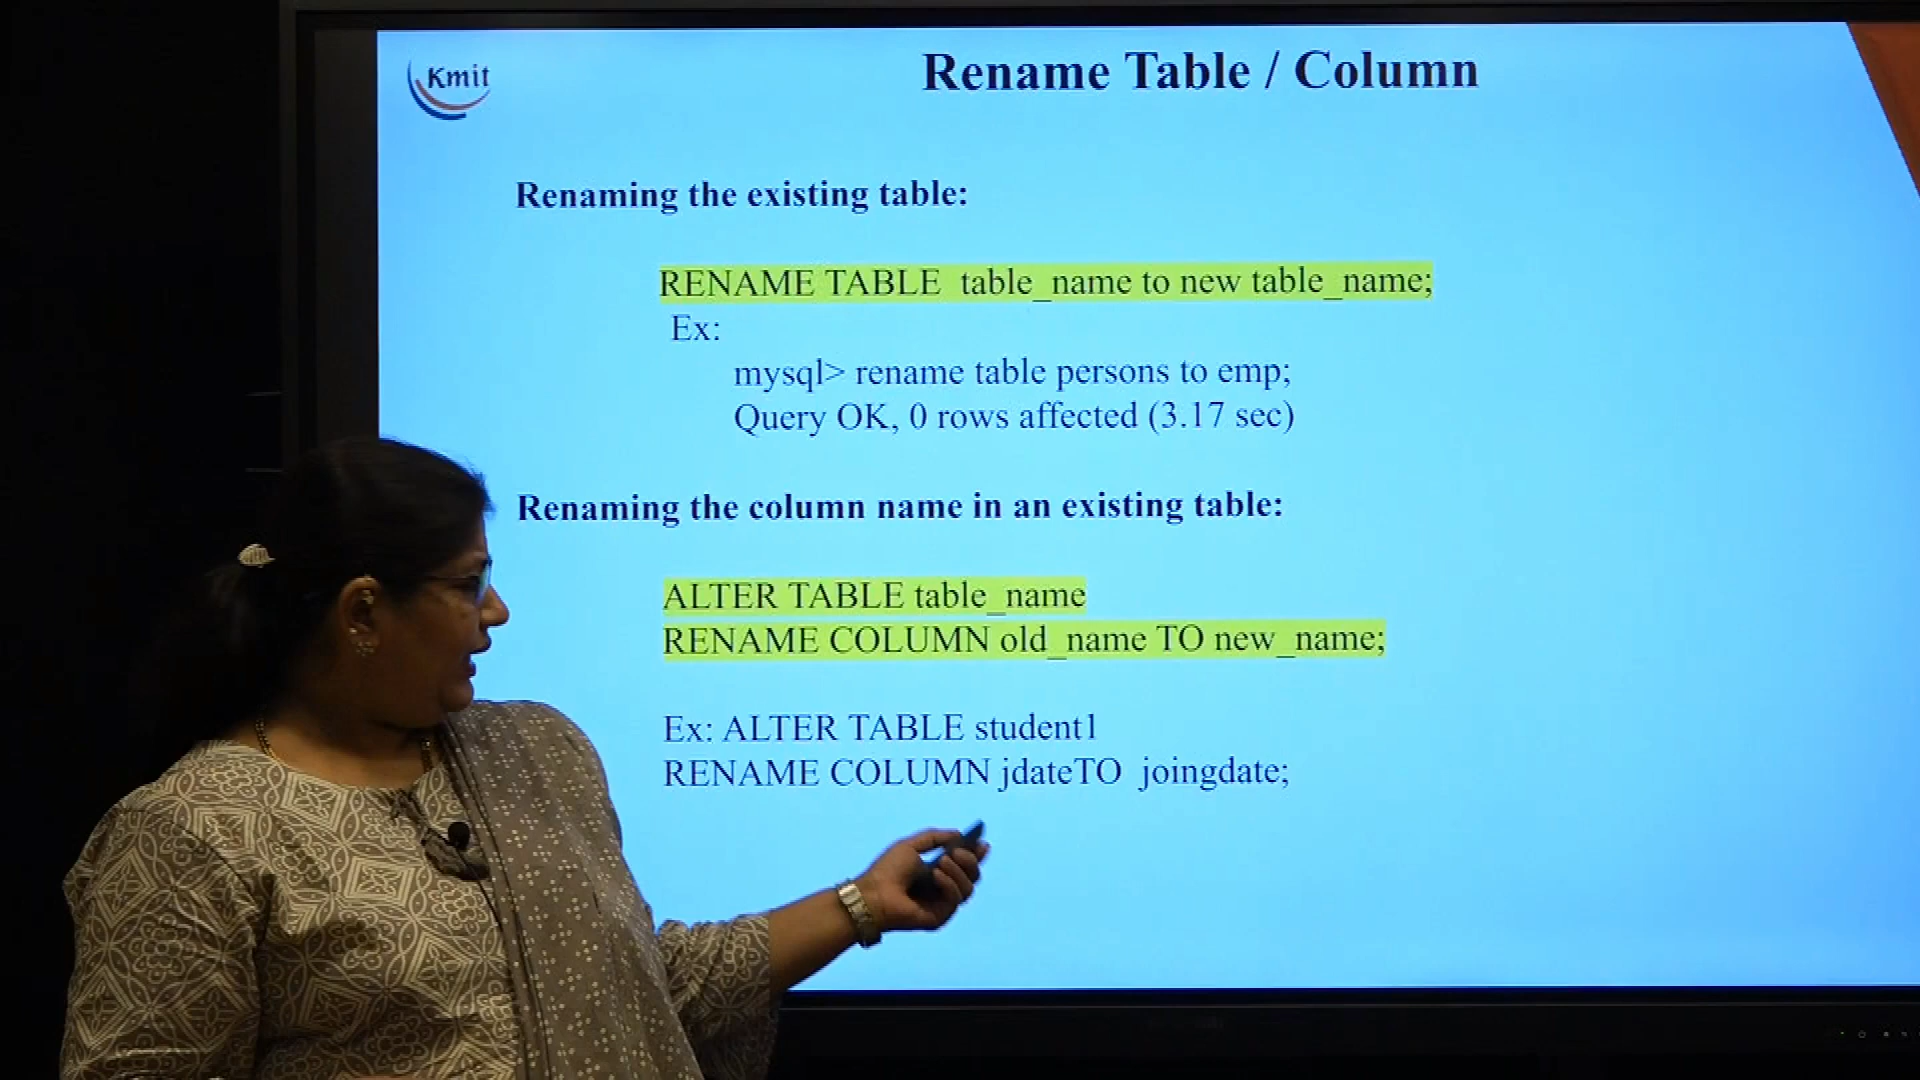 Kmit
Rename Table / Column
Renaming the existing table:
RENAME TABLE table_name to new table_name;
Ex:
mysql> rename table persons to emp;
Query OK, 0 rows affected (3.17 sec)
Renaming the column name in an existing table:
ALTER TABLE table_name
RENAME COLUMN old_name TO new_name;
Ex: ALTER TABLE student1
RENAME COLUMN jdateTO joingdate;